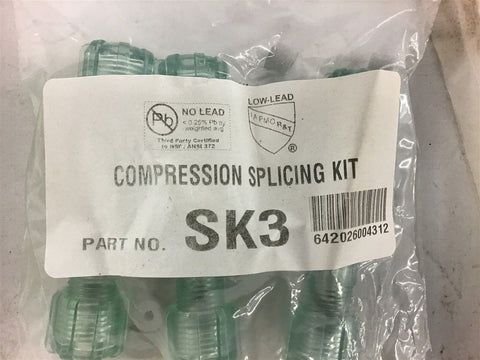 Pb
NO LEAD
< 0.25% Pb by
weighted avg
Third Party Certified
to NSF / ANSI 372
LOW-LEAD
IAPMO R&T
®
COMPRESSION SPLICING KIT
PART NO. SK3
642026004312